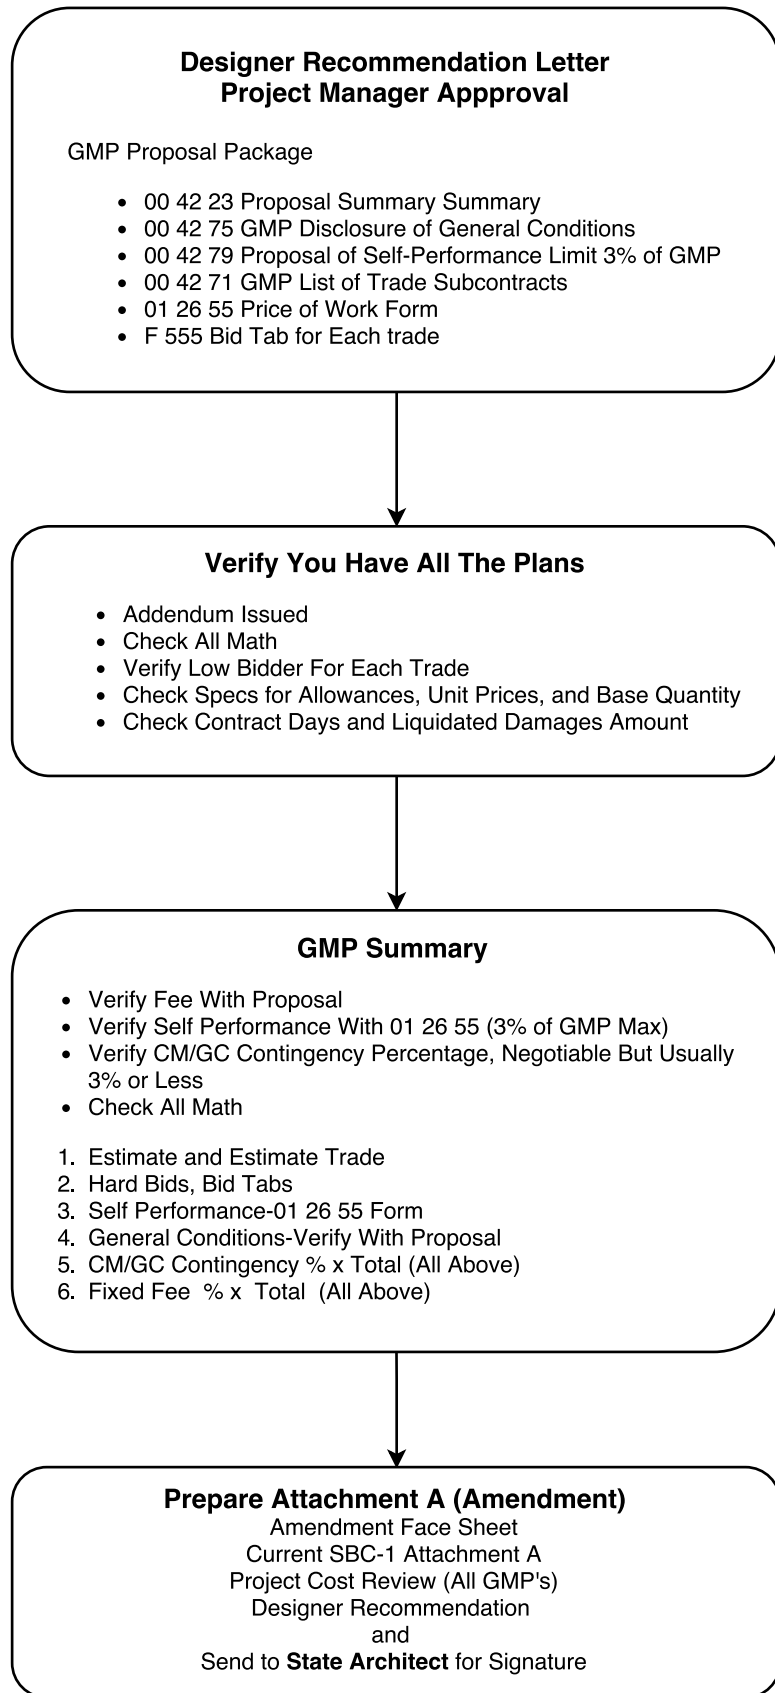 Designer Recommendation Letter
Project Manager Appproval
GMP Proposal Package
• 00 42 23 Proposal Summary Summary
• 00 42 75 GMP Disclosure of General Conditions
• 00 42 79 Proposal of Self-Performance Limit 3% of GMP
• 00 42 71 GMP List of Trade Subcontracts
• 01 26 55 Price of Work Form
• F 555 Bid Tab for Each trade
Verify You Have All The Plans
• Addendum Issued
• Check All Math
• Verify Low Bidder For Each Trade
• Check Specs for Allowances, Unit Prices, and Base Quantity
• Check Contract Days and Liquidated Damages Amount
GMP Summary
• Verify Fee With Proposal
• Verify Self Performance With 01 26 55 (3% of GMP Max)
• Verify CM/GC Contingency Percentage, Negotiable But Usually
3% or Less
• Check All Math
1. Estimate and Estimate Trade
2. Hard Bids, Bid Tabs
3. Self Performance-01 26 55 Form
4. General Conditions-Verify With Proposal
5. CM/GC Contingency % x Total (All Above)
6. Fixed Fee % x Total (All Above)
Prepare Attachment A (Amendment)
Amendment Face Sheet
Current SBC-1 Attachment A
Project Cost Review (All GMP's)
Designer Recommendation
and
Send to State Architect for Signature